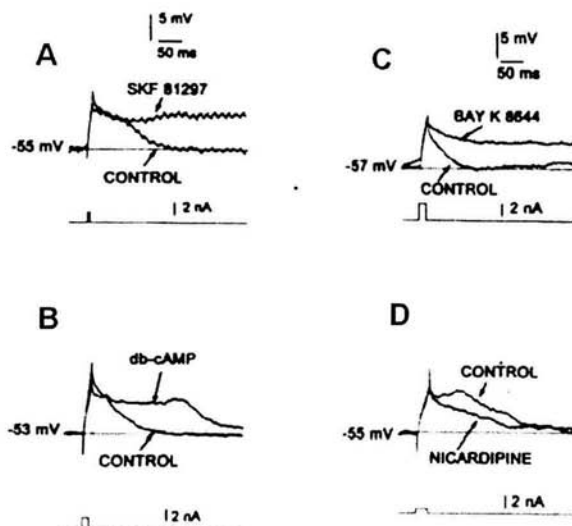 A
5 mV
50 ms
SKF 81297
-55 mV
CONTROL
2 nA
C
5 mV
50 ms
BAY K 8644
-57 mV
CONTROL
2 nA
B
db-cAMP
-53 mV
CONTROL
2 nA
D
CONTROL
-55 mV
NICARDIPINE
2 nA